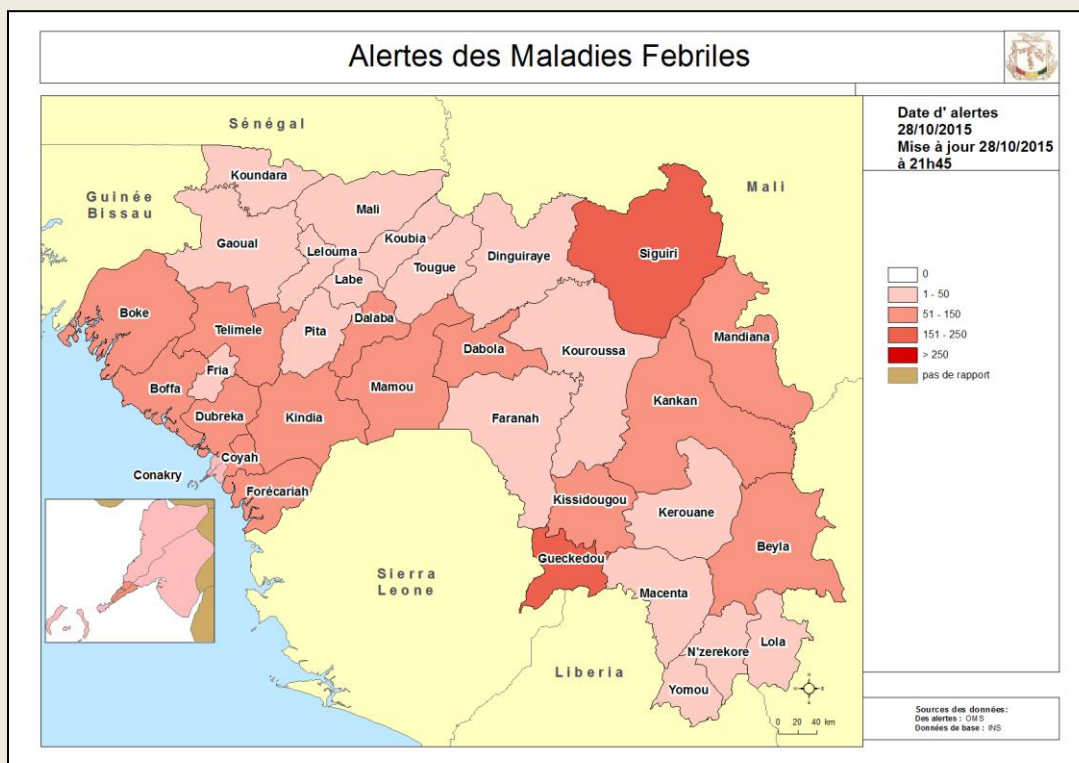 Alertes des Maladies Febriles
Date d' alertes
28/10/2015
Mise à jour 28/10/2015
à 21h45
Sénégal
Guinée
Bissau
Mali
Koundara
Mali
Gaoual
Koubia
Lelouma
Labe
Tougue
Dinguiraye
Siguiri
Boke
Telimele
Pita
Dalaba
Dabola
Kouroussa
Mandiana
Fria
Boffa
Mamou
Kankan
Dubreka
Kindia
Faranah
Coyah
Conakry
Forécariah
Kissidougou
Kerouane
Beyla
Gueckedou
Sierra
Leone
Macenta
Lola
N'zerekore
Liberia
Yomou
0
1 - 50
51 - 150
151 - 250
> 250
pas de rapport
0 20 40 km
Sources des données:
Des alertes : OMS
Données de base : INS